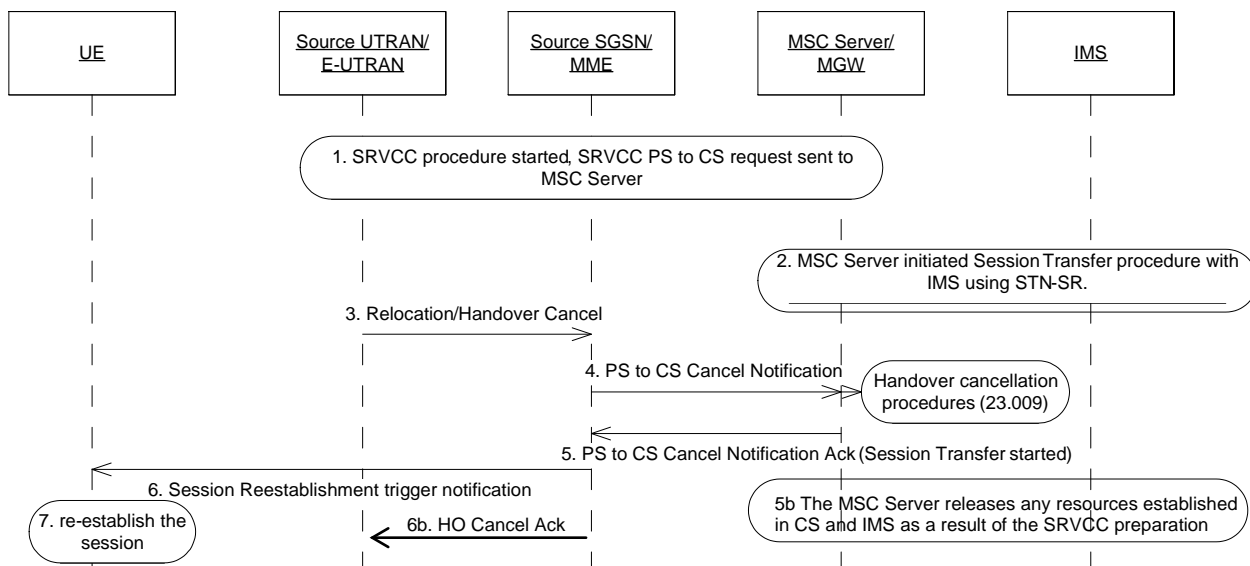 UE
Source UTRAN/
E-UTRAN
Source SGSN/
MME
MSC Server/
MGW
IMS
1. SRVCC procedure started, SRVCC PS to CS request sent to
MSC Server
2. MSC Server initiated Session Transfer procedure with
IMS using STN-SR.
3. Relocation/Handover Cancel
4. PS to CS Cancel Notification
Handover cancellation
procedures (23.009)
5. PS to CS Cancel Notification Ack (Session Transfer started)
6. Session Reestablishment trigger notification
5b The MSC Server releases any resources established
in CS and IMS as a result of the SRVCC preparation
7. re-establish the
session
6b. HO Cancel Ack